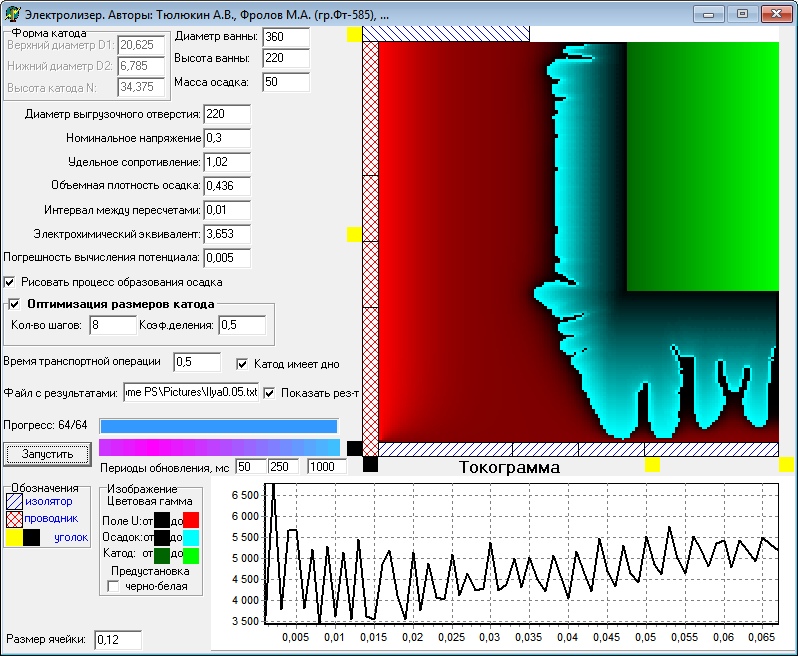 Электролизер. Авторы: Тюлюкин А.В., Фролов М.А. (гр.Фт-585), ...
Форма катода
Верхний диаметр D1: 20,625
Нижний диаметр D2: 6,785
Высота катода N: 34,375
Диаметр ванны: 360
Высота ванны: 220
Масса осадка: 50
Диаметр выгрузочного отверстия: 220
Номинальное напряжение 0,3
Удельное сопротивление: 1,02
Объемная плотность осадка: 0,436
Интервал между пересчетами: 0,01
Электрохимический эквивалент: 3,653
Погрешность вычисления потенциала: 0,005
Рисовать процесс образования осадка
Оптимизация размеров катода
Кол-во шагов: 8 Коэф.деления: 0,5
Время транспортной операции 0,5 Катод имеет дно
Файл с результатами: ome PS\Pictures\Ilya0.05.txt Показать рез-т
Прогресс: 64/64
Запустить
Периоды обновления, мс 50 250 1000
Обозначения
изолятор
проводник
уголок
Изображение
Цветовая гамма
Поле U: от до
Осадок: от до
Катод: от до
Предустановка
черно-белая
Размер ячейки: 0,12
Токограмма
6 500
6 000
5 500
5 000
4 500
4 000
3 500
0,005 0,01 0,015 0,02 0,025 0,03 0,035 0,04 0,045 0,05 0,055 0,06 0,065